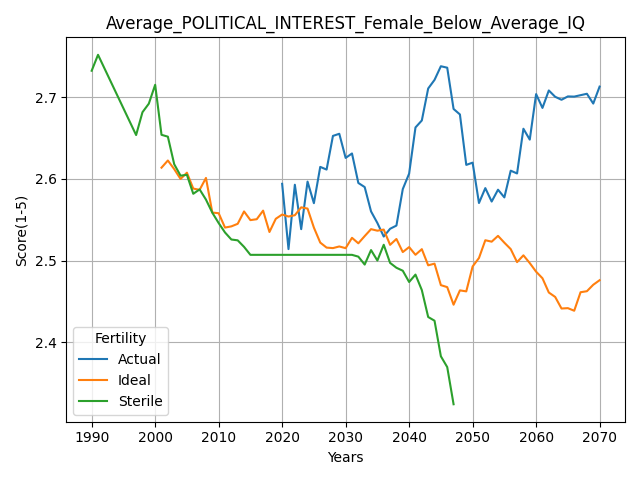 Average_POLITICAL_INTEREST_Female_Below_Average_IQ
Score(1-5)
2.7
2.6
2.5
2.4
Fertility
Actual
Ideal
Sterile
1990 2000 2010 2020 2030 2040 2050 2060 2070
Years